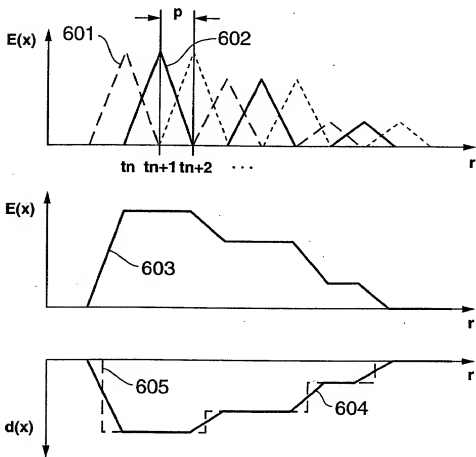 p
E(x)
601
602
tn
tn+1
tn+2
...
r
E(x)
603
r
r
605
604
d(x)